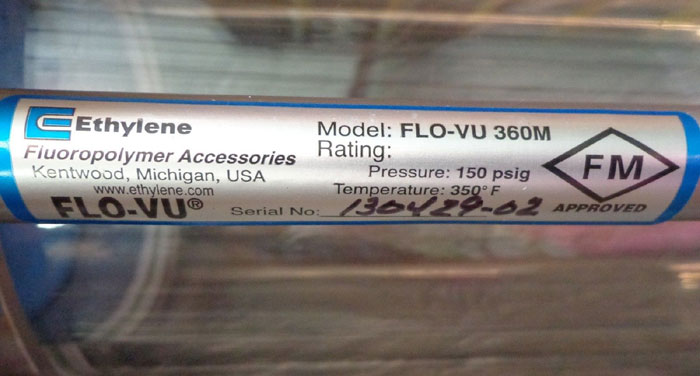 Ethylene
Fluoropolymer Accessories
Kentwood, Michigan, USA
www.ethylene.com
FLO-VU®
Model: FLO-VU 360M
Rating:
Pressure: 150 psig
Temperature: 350°F
Serial No: 130429-02
FM
APPROVED